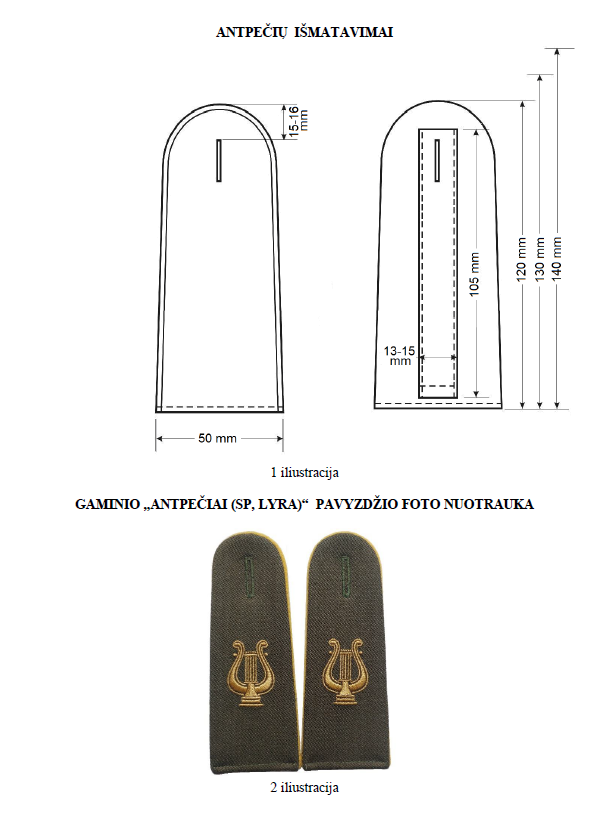 ANTPEČIŲ IŠMATAVIMAI
15-16
mm
50 mm
13-15
mm
105 mm
120 mm
130 mm
140 mm
1 iliustracija
GAMINIO „ANTPEČIAI (SP, LYRA)“ PAVYZDŽIO FOTO NUOTRAUKA
2 iliustracija